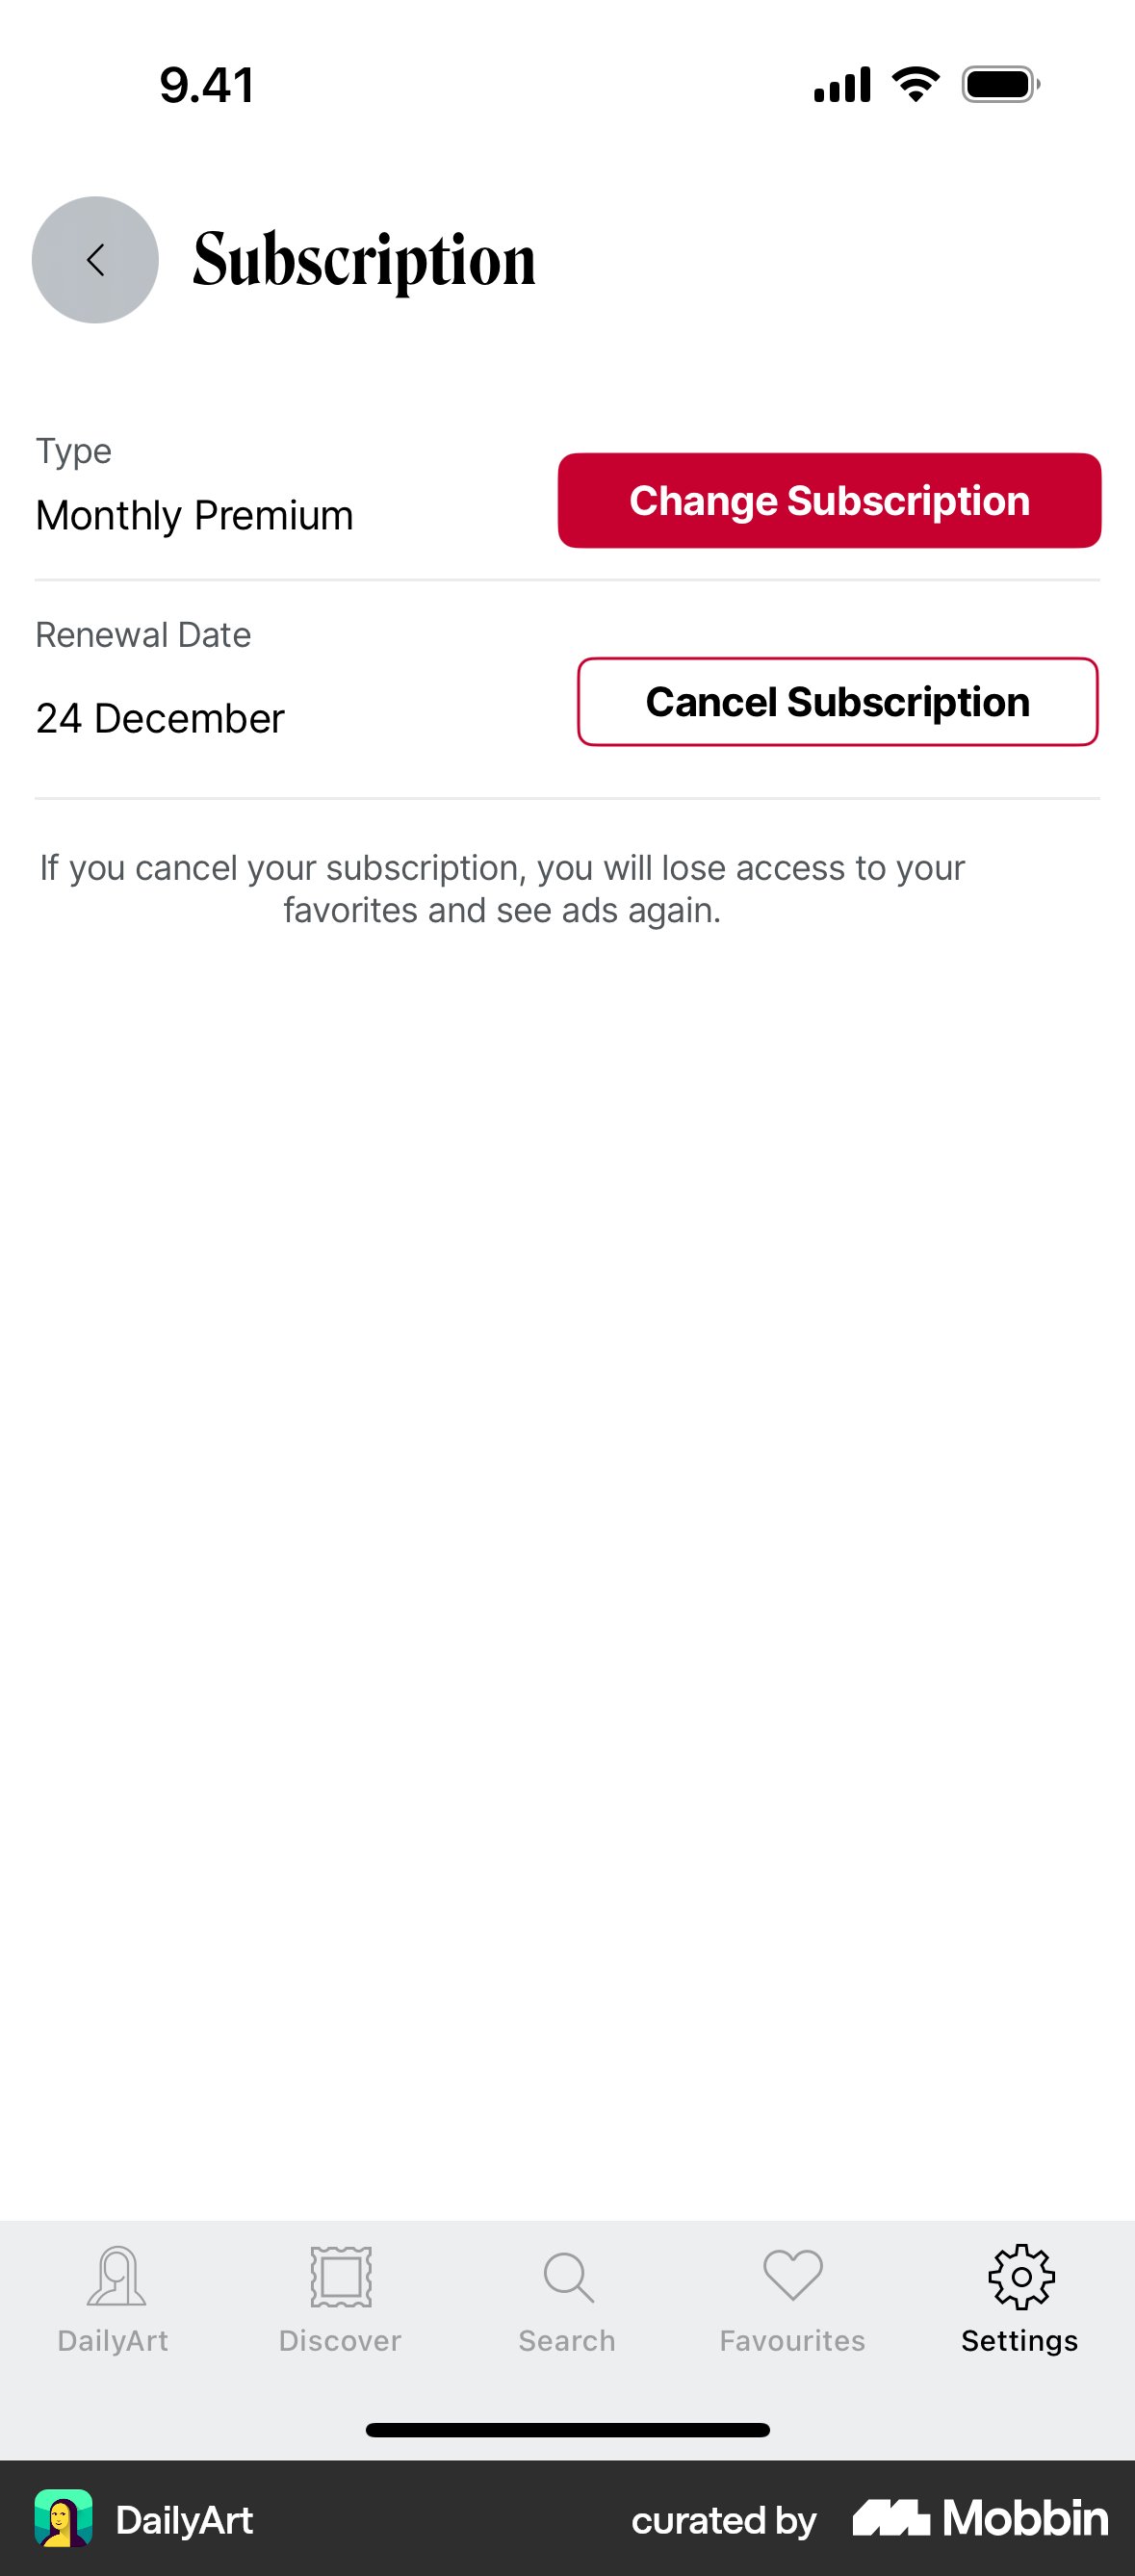 9.41
Subscription
Type
Monthly Premium
Change Subscription
Renewal Date
24 December
Cancel Subscription
If you cancel your subscription, you will lose access to your
favorites and see ads again.
DailyArt
Discover
Search
Favourites
Settings
DailyArt
curated by
Mobbin